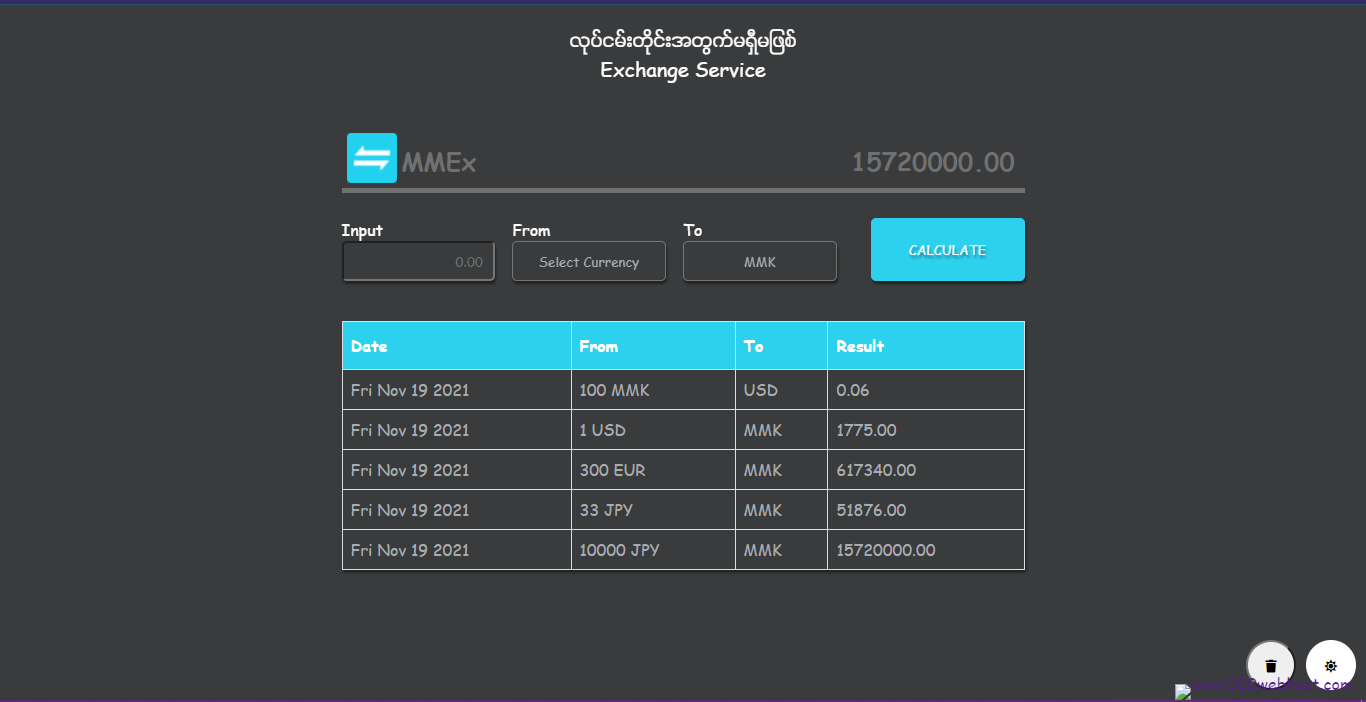 လုပ်ငမ်းတိုင်းအတွက်မရှိမဖြစ်
Exchange Service
MMEx 15720000.00
Input From To
0.00 Select Currency MMK CALCULATE
Date From To Result
Fri Nov 19 2021 100 MMK USD 0.06
Fri Nov 19 2021 1 USD MMK 1775.00
Fri Nov 19 2021 300 EUR MMK 617340.00
Fri Nov 19 2021 33 JPY MMK 51876.00
Fri Nov 19 2021 10000 JPY MMK 15720000.00
www.000webhost.com